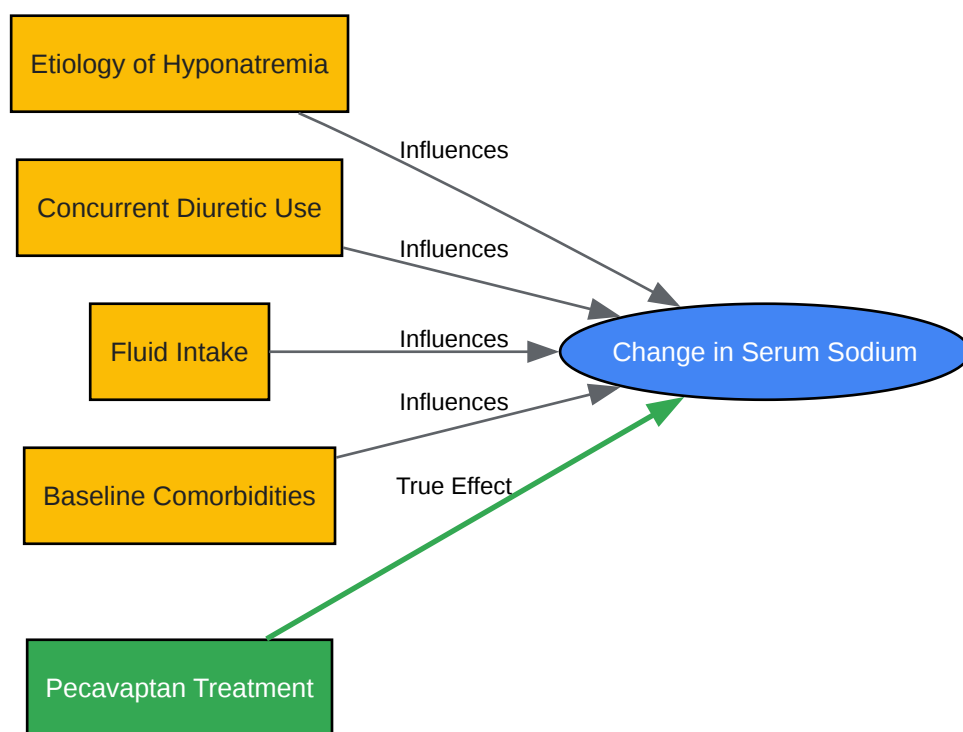 Etiology of Hyponatremia
Influences
Concurrent Diuretic Use
Influences
Fluid Intake
Influences
Change in Serum Sodium
Influences
Baseline Comorbidities
True Effect
Pecavaptan Treatment